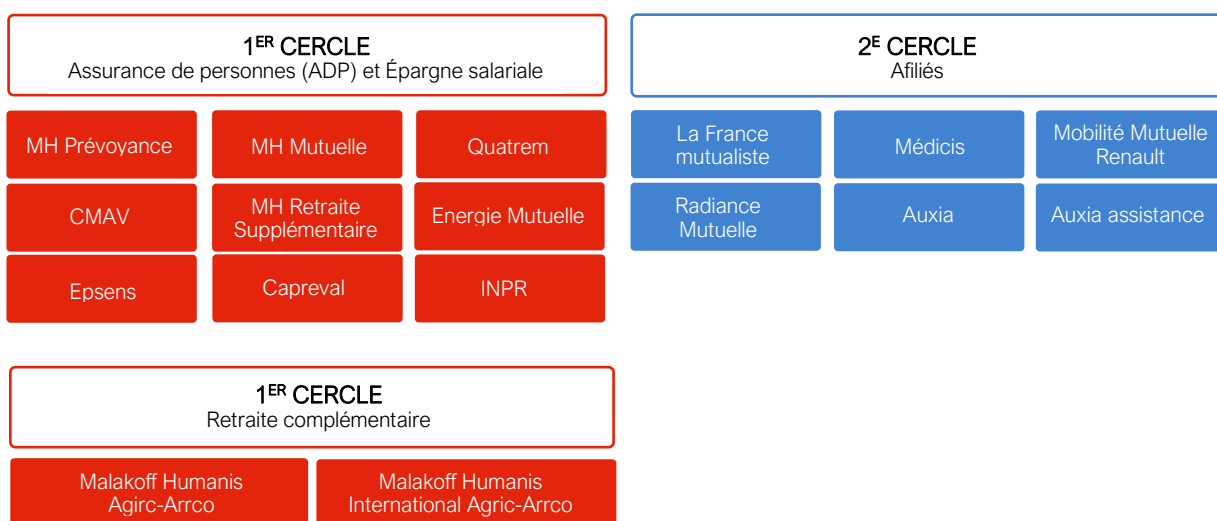 1ER CERCLE
Assurance de personnes (ADP) et Épargne salariale
MH Prévoyance
MH Mutuelle
Quatrem
CMAV
MH Retraite
Supplémentaire
Energie Mutuelle
Epsens
Capreval
INPR
2E CERCLE
Afiliés
La France
mutualiste
Médicis
Mobilité Mutuelle
Renault
Radiance
Mutuelle
Auxia
Auxia assistance
1ER CERCLE
Retraite complémentaire
Malakoff Humanis
Agirc-Arrco
Malakoff Humanis
International Agric-Arrco